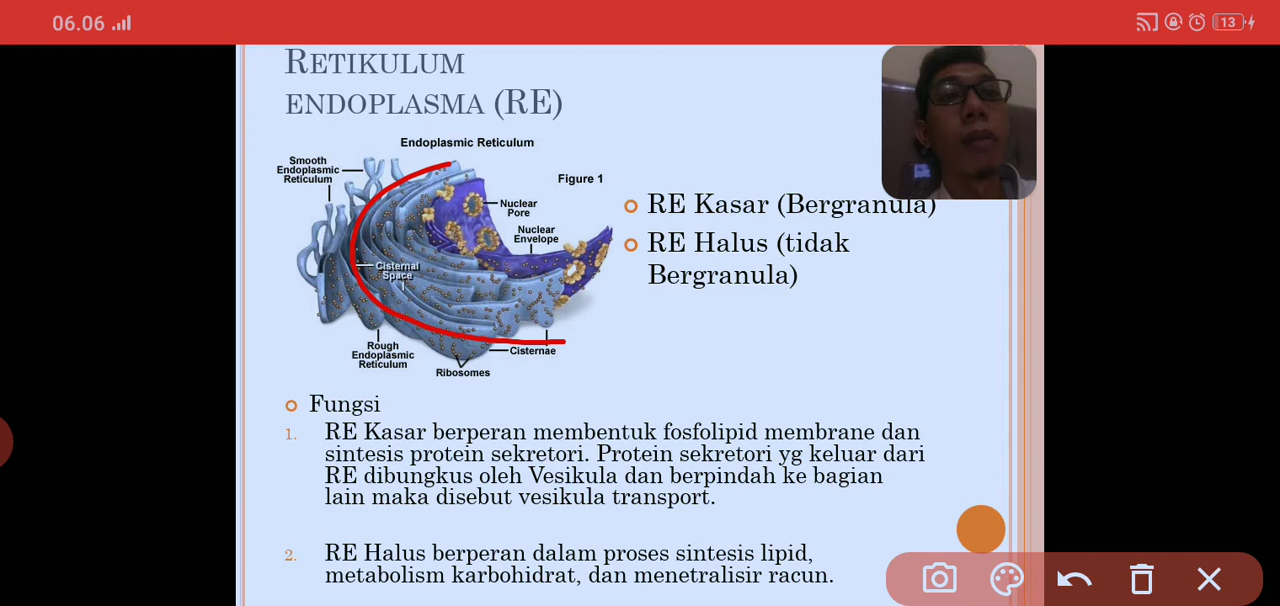 06.06
13
RETIKULUM
ENDOPLASMA (RE)
Endoplasmic Reticulum
Smooth
Endoplasmic
Reticulum
Figure 1
Nuclear
Pore
Nuclear
Envelope
Cisternal
Space
Rough
Endoplasmic
Reticulum
Cisternae
Ribosomes
RE Kasar (Bergranula)
RE Halus (tidak
Bergranula)
Fungsi
1. RE Kasar berperan membentuk fosfolipid membrane dan
sintesis protein sekretori. Protein sekretori yg keluar dari
RE dibungkus oleh Vesikula dan berpindah ke bagian
lain maka disebut vesikula transport.
2. RE Halus berperan dalam proses sintesis lipid,
metabolism karbohidrat, dan menetralisir racun.